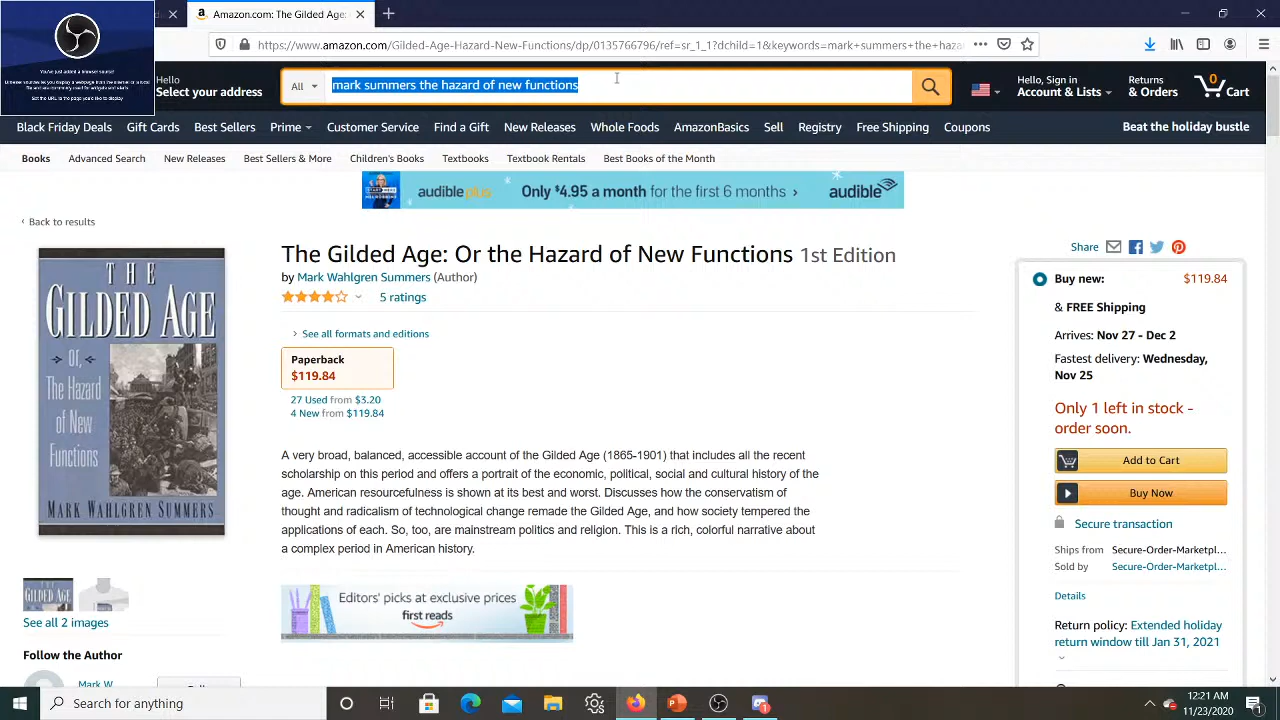 Amazon.com: The Gilded Age:
You've just added a browser source!
https://www.amazon.com/Gilded-Age-Hazard-New-Functions/dp/0135766796/ref=sr_1_1?dchild=1&keywords=mark+summers+the+haza
Hello
Select your address
All
mark summers the hazard of new functions
Hello, Sign in
Account & Lists
Returns
& Orders
0
Cart
Black Friday Deals Gift Cards Best Sellers Prime Customer Service Find a Gift New Releases Whole Foods AmazonBasics Sell Registry Free Shipping Coupons Beat the holiday bustle
Books Advanced Search New Releases Best Sellers & More Children's Books Textbooks Textbook Rentals Best Books of the Month
audible plus Only $4.95 a month for the first 6 months › audible
‹ Back to results
THE
GILDED AGE
or,
The Hazard
of New
Functions
MARK WAHLGREN SUMMERS
GILDED AGE
See all 2 images
Follow the Author
Mark W
The Gilded Age: Or the Hazard of New Functions 1st Edition
by Mark Wahlgren Summers (Author)
5 ratings
› See all formats and editions
Paperback
$119.84
27 Used from $3.20
4 New from $119.84
A very broad, balanced, accessible account of the Gilded Age (1865-1901) that includes all the recent
scholarship on this period and offers a portrait of the economic, political, social and cultural history of the
age. American resourcefulness is shown at its best and worst. Discusses how the conservatism of
thought and radicalism of technological change remade the Gilded Age, and how society tempered the
applications of each. So, too, are mainstream politics and religion. This is a rich, colorful narrative about
a complex period in American history.
Editors' picks at exclusive prices
first reads
Share
Buy new: $119.84
& FREE Shipping
Arrives: Nov 27 - Dec 2
Fastest delivery: Wednesday,
Nov 25
Only 1 left in stock -
order soon.
Add to Cart
Buy Now
Secure transaction
Ships from Secure-Order-Marketpl...
Sold by Secure-Order-Marketpl...
Details
Return policy: Extended holiday
return window till Jan 31, 2021
Search for anything
12:21 AM
11/23/2020